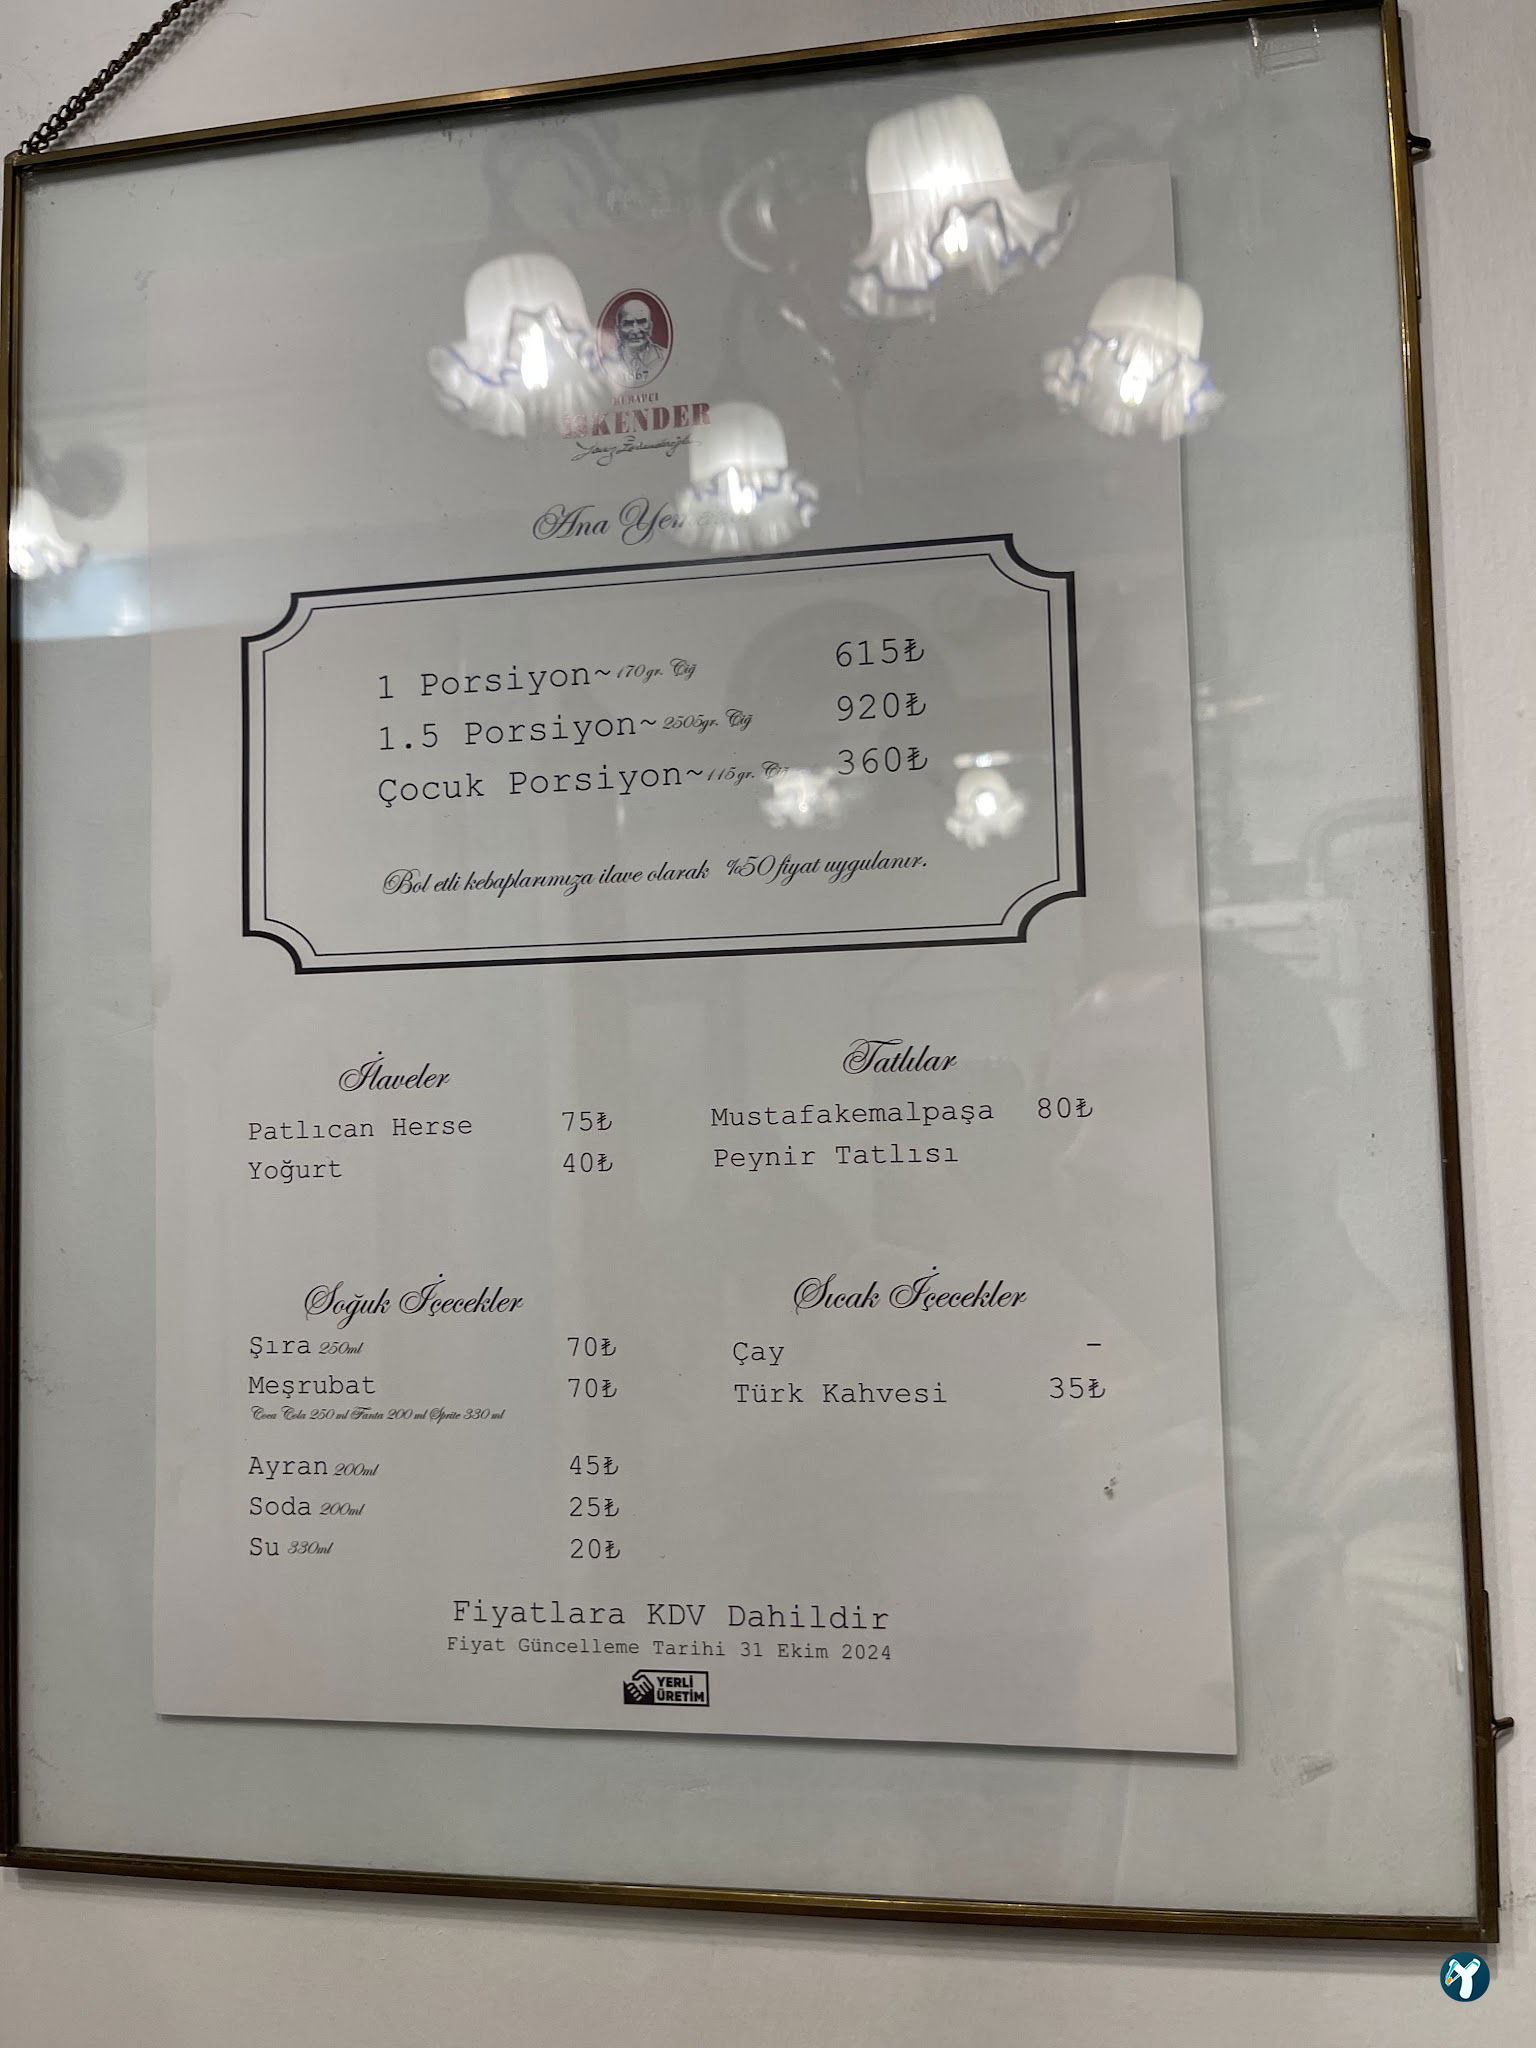 1867
KEBAPÇI
İSKENDER
Ana
1 Porsiyon~170gr. Çiğ 615₺
1.5 Porsiyon~2505gr. Çiğ 920₺
Çocuk Porsiyon~115gr. Çiğ 360₺
Bol etli kebaplarımıza ilave olarak %50 fiyat uygulanır.
İlaveler
Patlıcan Herse 75₺
Yoğurt 40₺
Tatlılar
Mustafakemalpaşa 80₺
Peynir Tatlısı
Soğuk İçecekler
Şıra 250ml 70₺
Meşrubat 70₺
Coca Cola 250 ml Fanta 200 ml Sprite 330 ml
Ayran 200ml 45₺
Soda 200ml 25₺
Su 330ml 20₺
Sıcak İçecekler
Çay –
Türk Kahvesi 35₺
Fiyatlara KDV Dahildir
Fiyat Güncelleme Tarihi 31 Ekim 2024
YERLİ
ÜRETİM